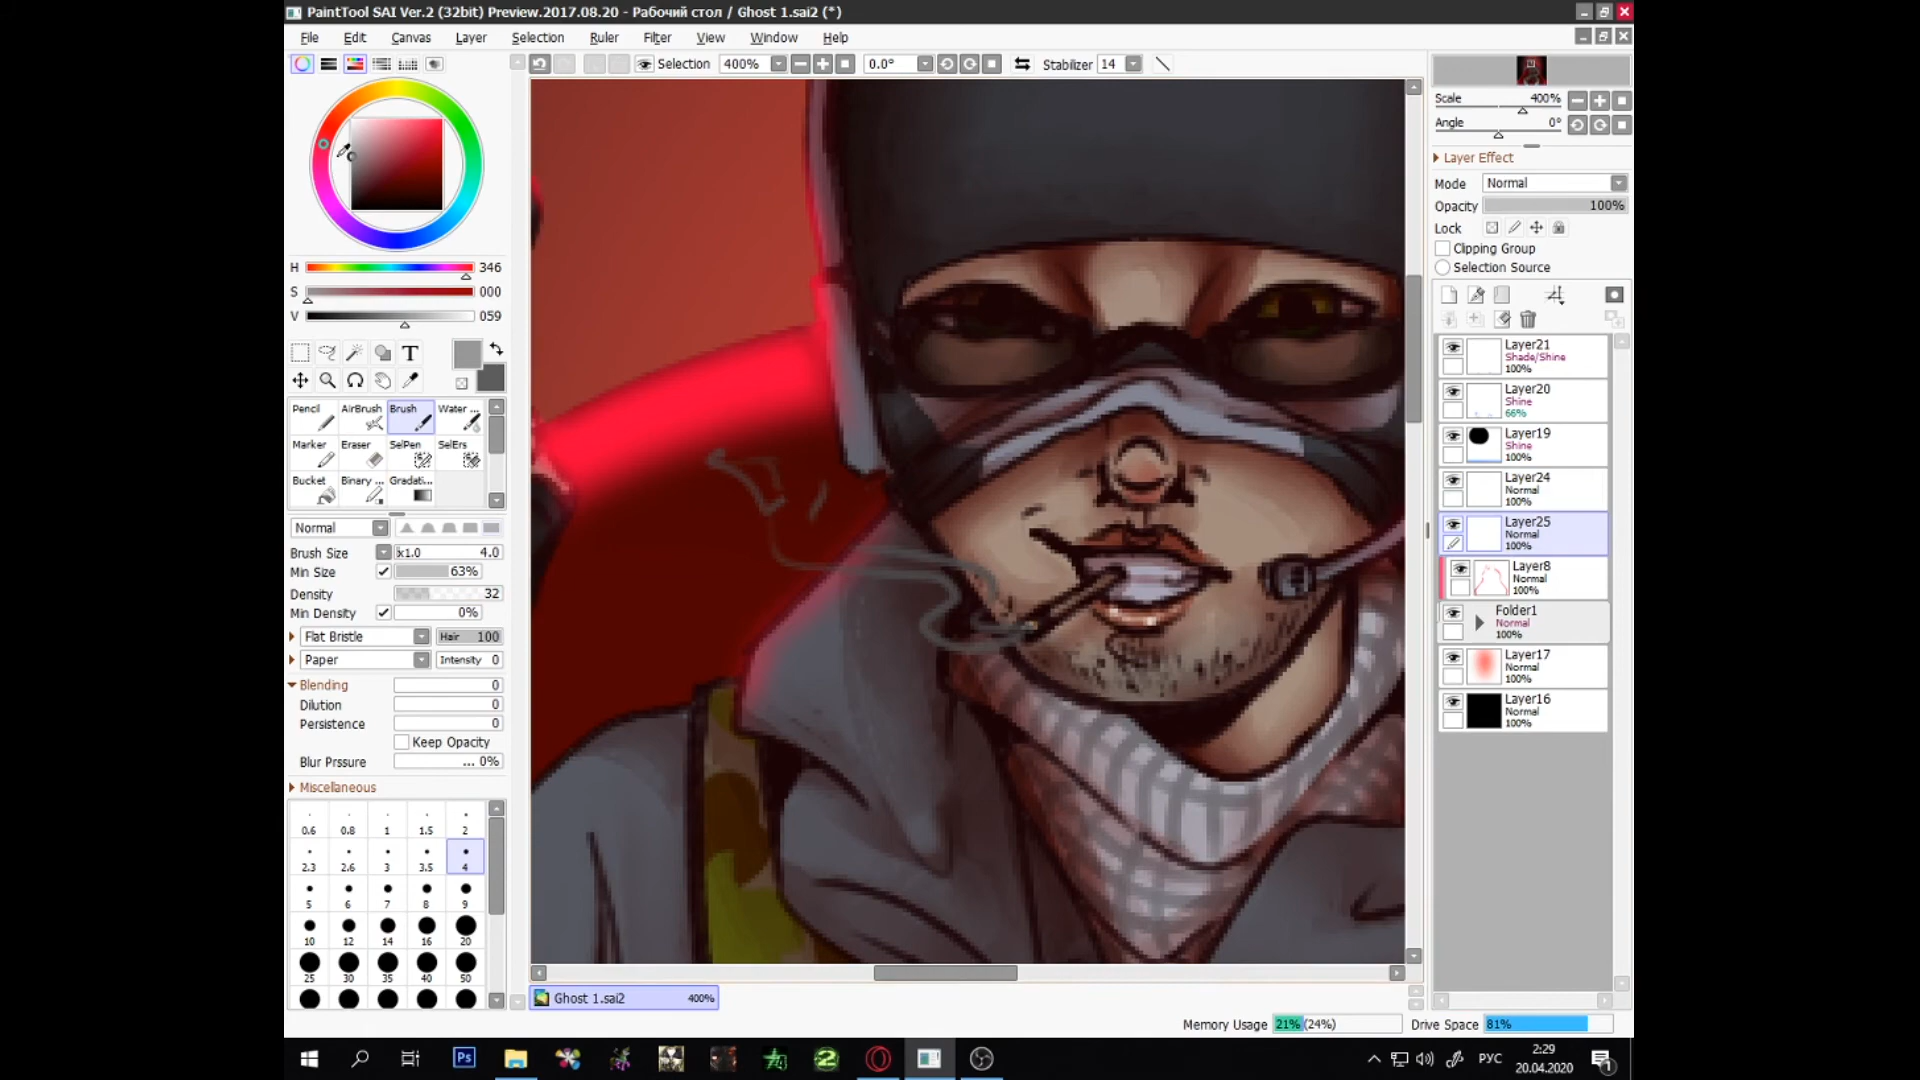 PaintTool SAI Ver.2 (32bit) Preview.2017.08.20 - Рабочий стол / Ghost 1.sai2 (*)
File Edit Canvas Layer Selection Ruler Filter View Window Help
Selection 400% 0.0° Stabilizer 14
Scale 400%
Angle 0°
Layer Effect
Mode Normal
Opacity 100%
Lock
Clipping Group
Selection Source
H 346
S 000
V 059
T
Pencil AirBrush Brush Water ...
Marker Eraser SelPen SelErs
Bucket Binary ... Gradati...
Normal
Brush Size x1.0 4.0
Min Size 63%
Density 32
Min Density 0%
Flat Bristle Hair 100
Paper Intensity 0
Blending 0
Dilution 0
Persistence 0
Keep Opacity
Blur Prssure ... 0%
Miscellaneous
0.6 0.8 1 1.5 2
2.3 2.6 3 3.5 4
5 6 7 8 9
10 12 14 16 20
25 30 35 40 50
Layer21
Shade/Shine
100%
Layer20
Shine
66%
Layer19
Shine
100%
Layer24
Normal
100%
Layer25
Normal
100%
Layer8
Normal
100%
Folder1
Normal
100%
Layer17
Normal
100%
Layer16
Normal
100%
Ghost 1.sai2 400%
Memory Usage 21% (24%) Drive Space 81%
Ps
2
РУС
2:29
20.04.2020
1